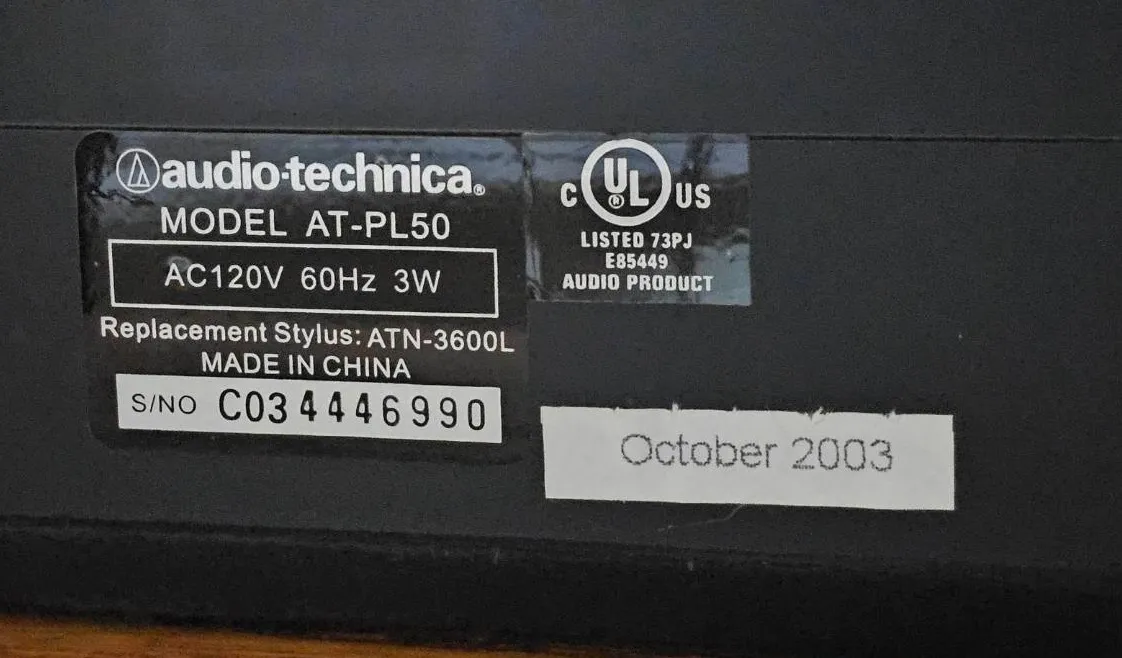 audio-technica®
MODEL AT-PL50
AC120V 60Hz 3W
Replacement Stylus: ATN-3600L
MADE IN CHINA
S/NO C034446990
C UL® US
LISTED 73PJ
E85449
AUDIO PRODUCT
October 2003